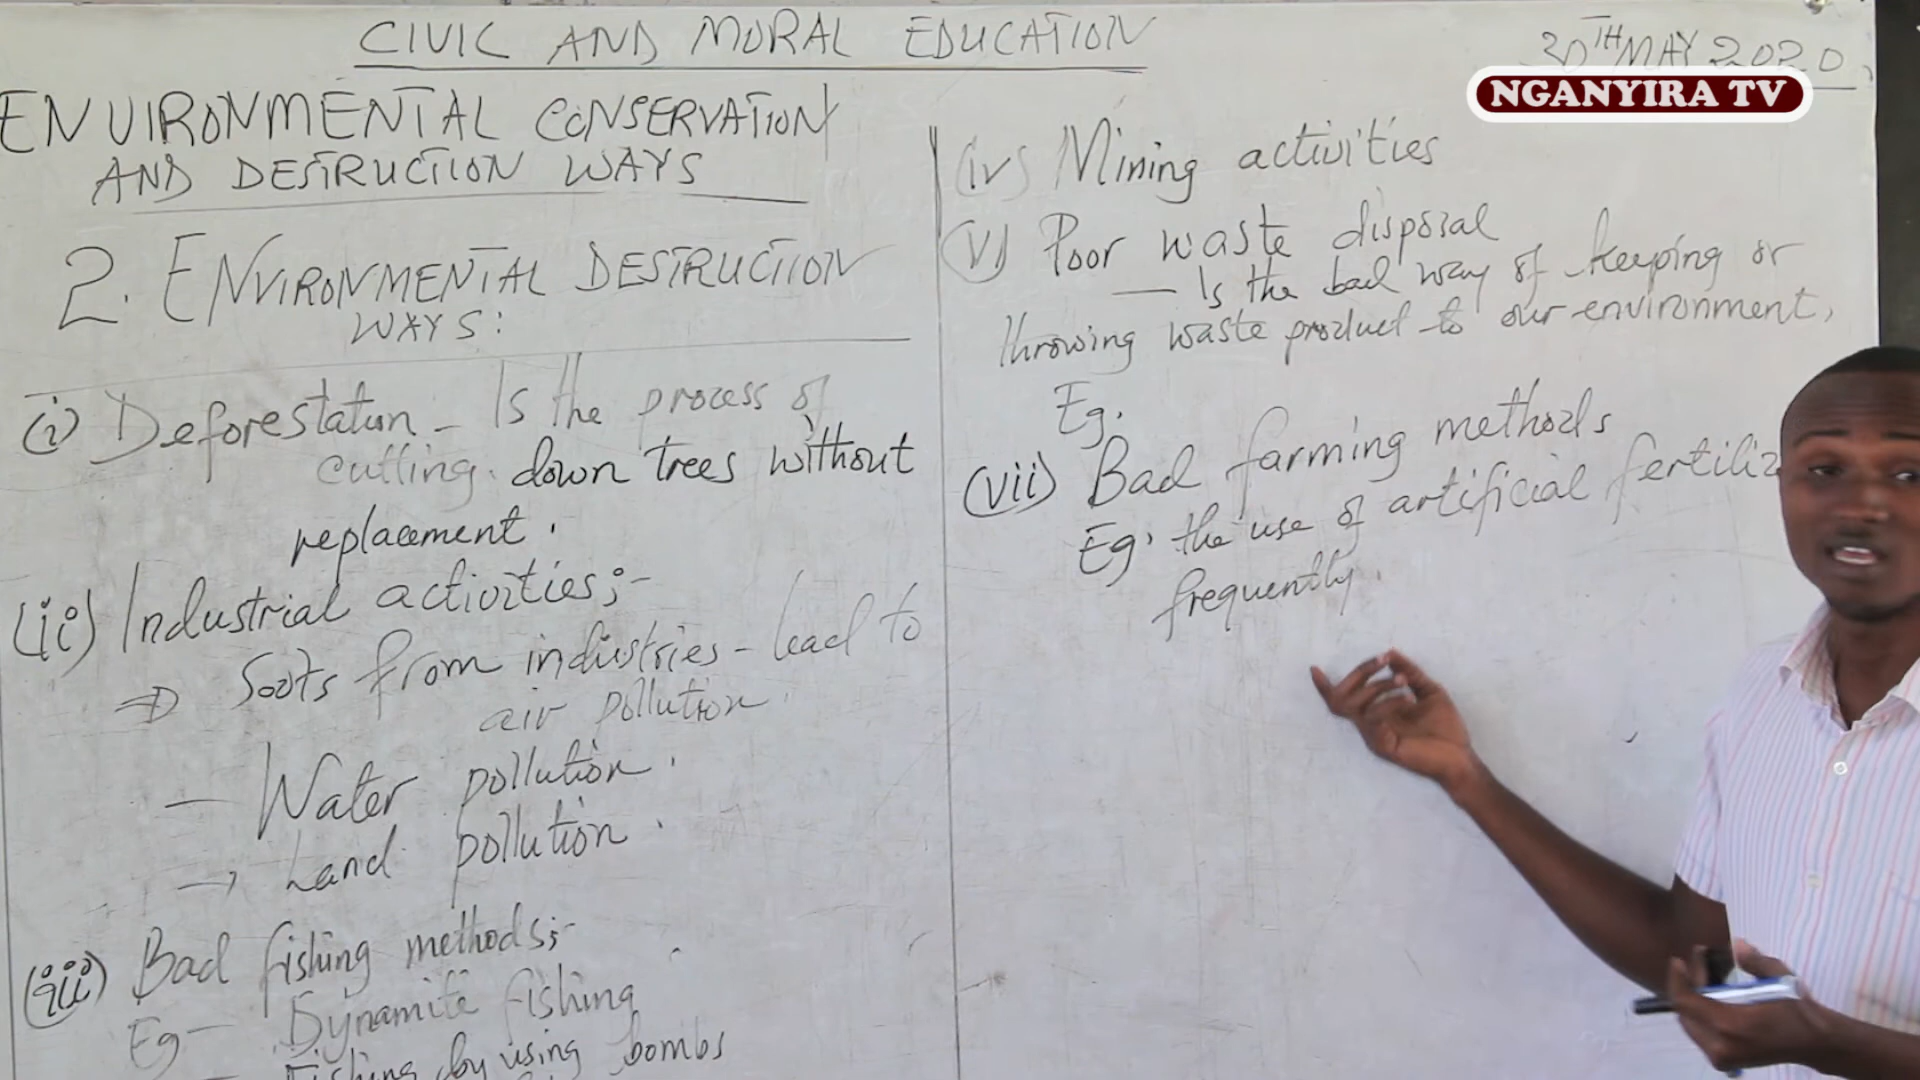 CIVIC AND MORAL EDUCATION
30TH MAY 2020
NGANYIRA TV
ENVIRONMENTAL CONSERVATION
AND DESTRUCTION WAYS
2. ENVIRONMENTAL DESTRUCTION
WAYS:
(i) Deforestation - Is the process of
cutting down trees without
replacement.
(ii) Industrial activities;-
⇒ Soots from industries - lead to
air pollution.
- Water pollution.
→ Land pollution.
(iii) Bad fishing methods;-
Eg - Dynamite fishing
- Fishing by using bombs
(iv) Mining activities
(v) Poor waste disposal
- Is the bad way of keeping or
throwing waste product to our environment,
Eg.
(vii) Bad farming methods
Eg. the use of artificial fertiliz
frequently.